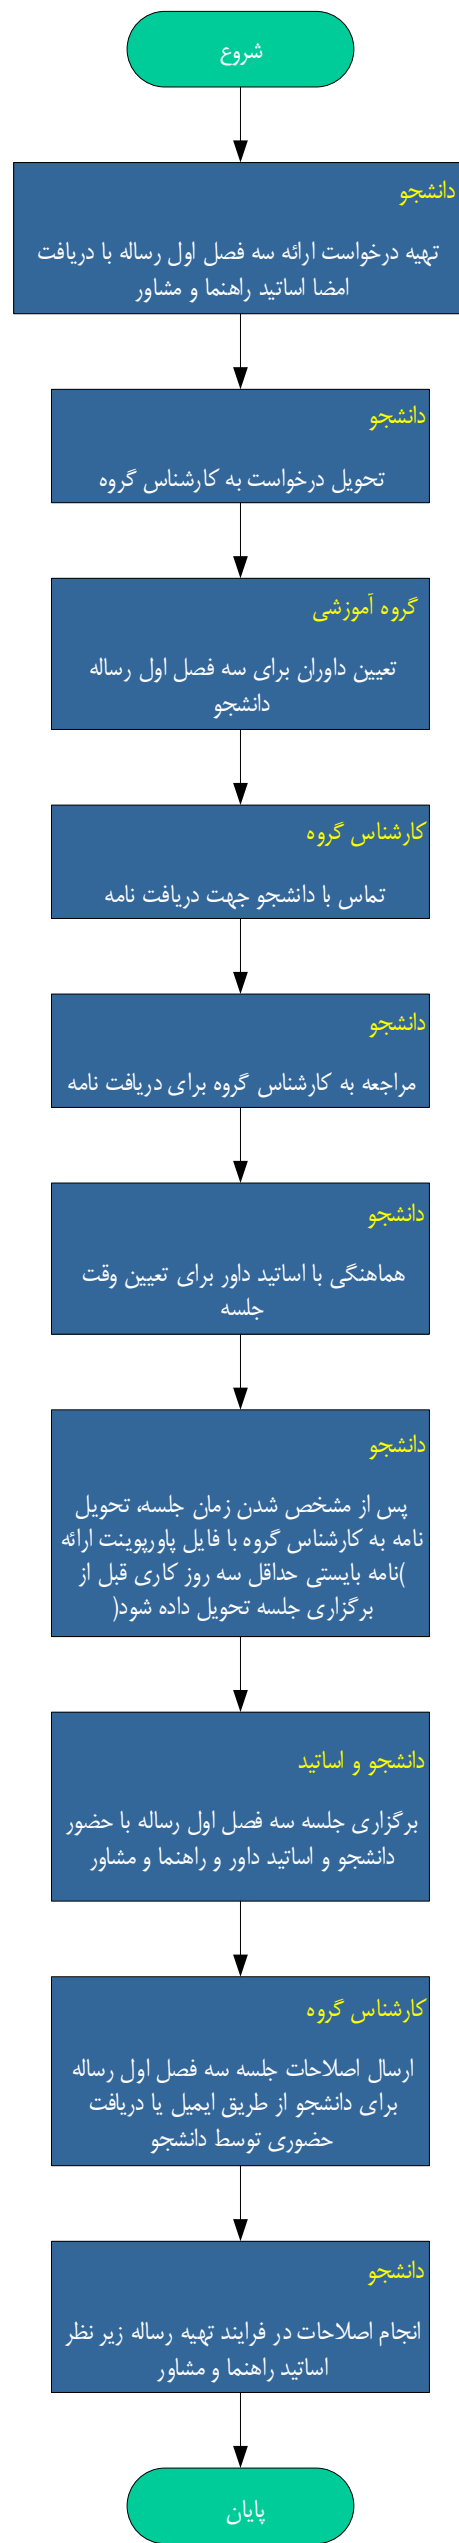 شروع
دانشجو
تهیه درخواست ارائه سه فصل اول رساله با دریافت
امضا اساتید راهنما و مشاور
دانشجو
تحویل درخواست به کارشناس گروه
گروه آموزشی
تعیین داوران برای سه فصل اول رساله
دانشجو
کارشناس گروه
تماس با دانشجو جهت دریافت نامه
دانشجو
مراجعه به کارشناس گروه برای دریافت نامه
دانشجو
هماهنگی با اساتید داور برای تعیین وقت
جلسه
دانشجو
پس از مشخص شدن زمان جلسه، تحویل
نامه به کارشناس گروه با فایل پاورپوینت ارائه
(نامه بایستی حداقل سه روز کاری قبل از
برگزاری جلسه تحویل داده شود)
دانشجو و اساتید
برگزاری جلسه سه فصل اول رساله با حضور
دانشجو و اساتید داور و راهنما و مشاور
کارشناس گروه
ارسال اصلاحات جلسه سه فصل اول رساله
برای دانشجو از طریق ایمیل یا دریافت
حضوری توسط دانشجو
دانشجو
انجام اصلاحات در فرایند تهیه رساله زیر نظر
اساتید راهنما و مشاور
پایان